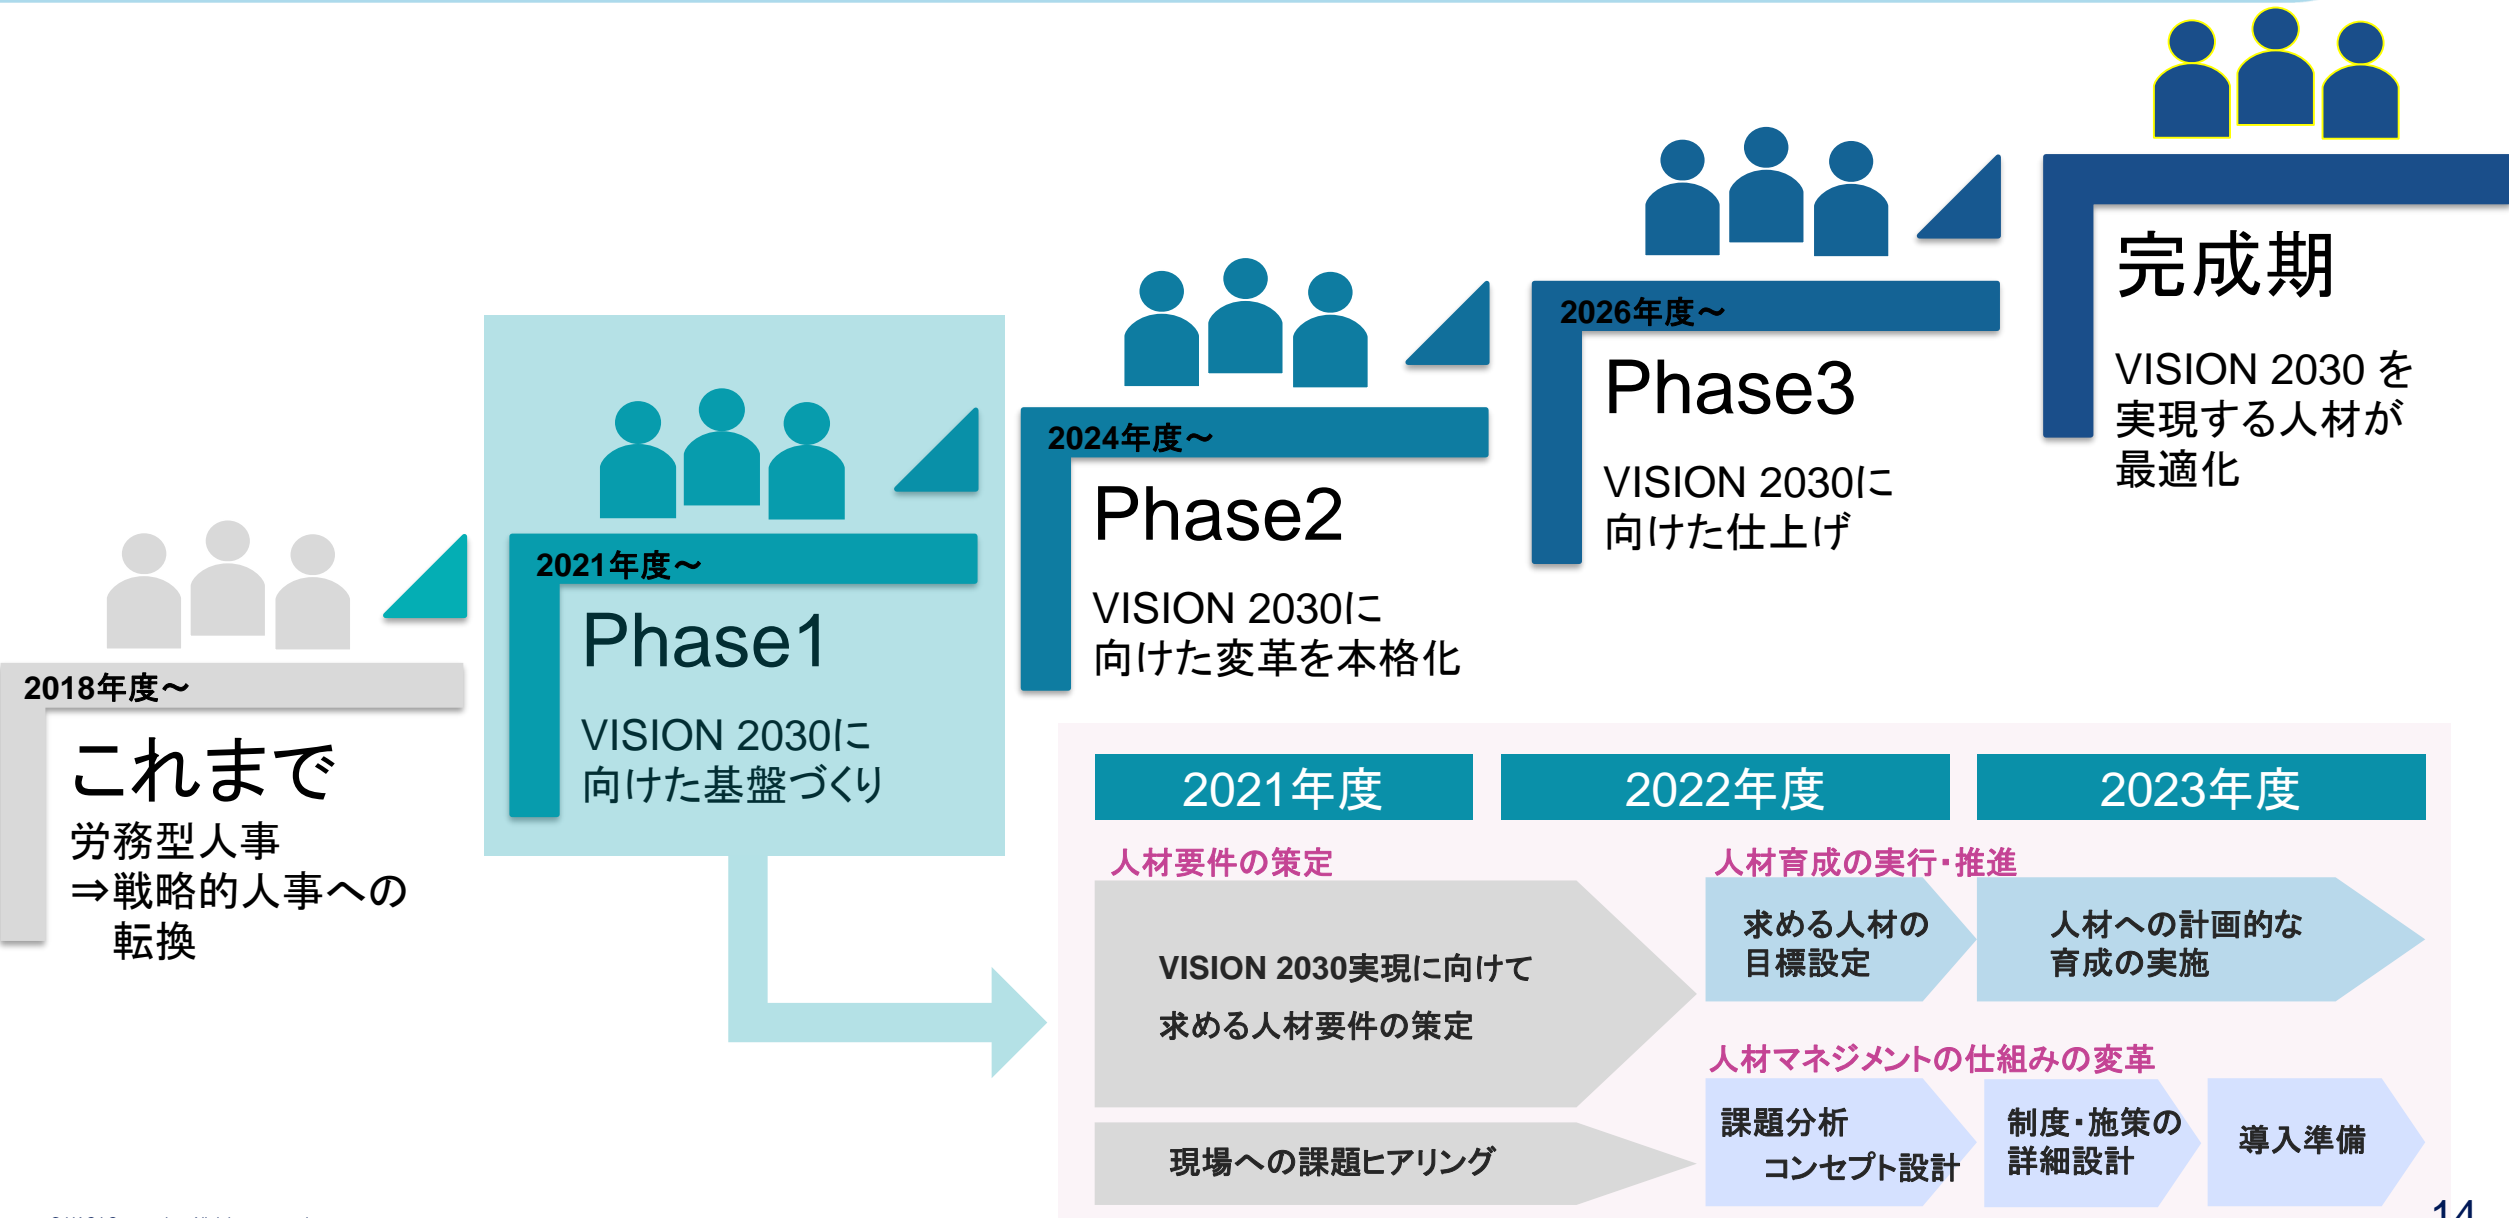 2018年度～
これまで
労務型人事
⇒戦略的人事への
転換
2021年度～
Phase1
VISION 2030に
向けた基盤づくり
2024年度～
Phase2
VISION 2030に
向けた変革を本格化
2026年度～
Phase3
VISION 2030に
向けた仕上げ
完成期
VISION 2030 を
実現する人材が
最適化
2021年度
2022年度
2023年度
人材要件の策定
VISION 2030実現に向けて
求める人材要件の策定
現場への課題ヒアリング
人材育成の実行・推進
求める人材の
目標設定
人材への計画的な
育成の実施
人材マネジメントの仕組みの変革
課題分析
コンセプト設計
制度・施策の
詳細設計
導入準備
14